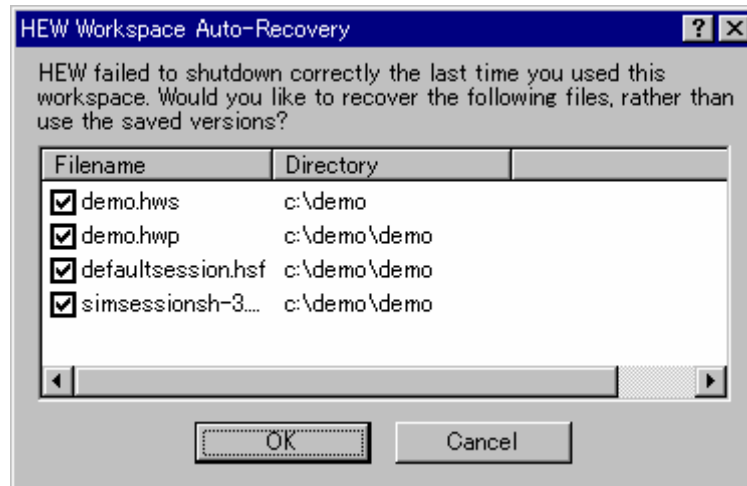 HEW Workspace Auto-Recovery
HEW failed to shutdown correctly the last time you used this
workspace. Would you like to recover the following files, rather than
use the saved versions?
Filename Directory
demo.hws c:\demo
demo.hwp c:\demo\demo
defaultsession.hsf c:\demo\demo
simsessionsh-3... c:\demo\demo
OK Cancel